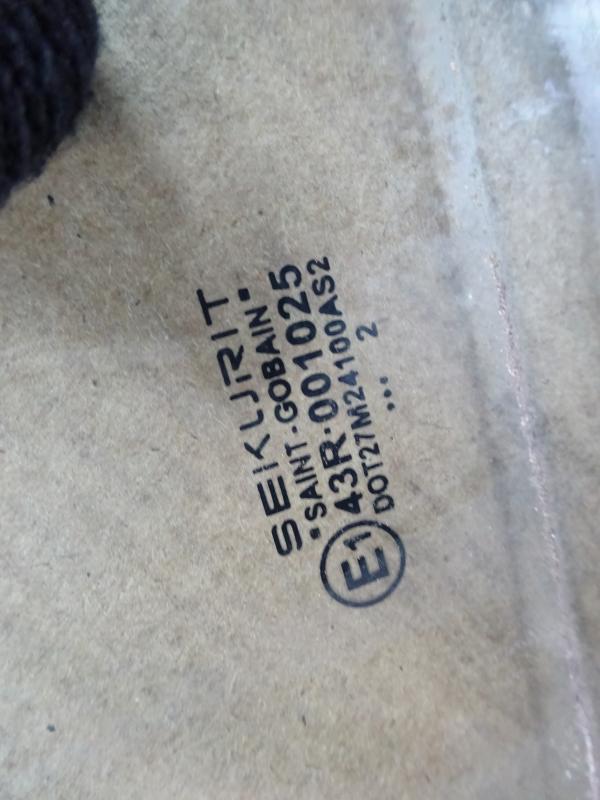 SEKURIT
•SAINT-GOBAIN•
E1 43R-001025
DOT27M24100AS2
... 2